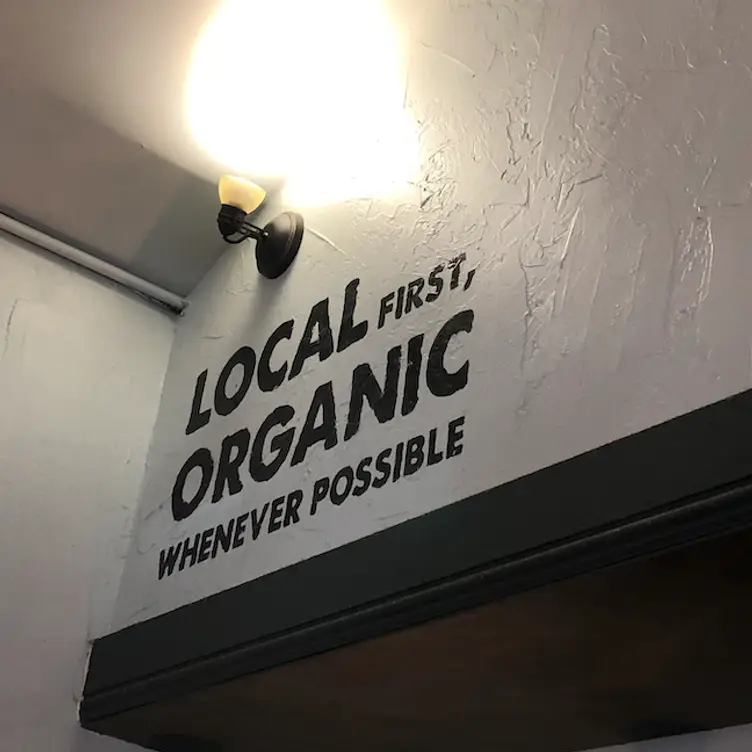 LOCAL FIRST,
ORGANIC
WHENEVER POSSIBLE